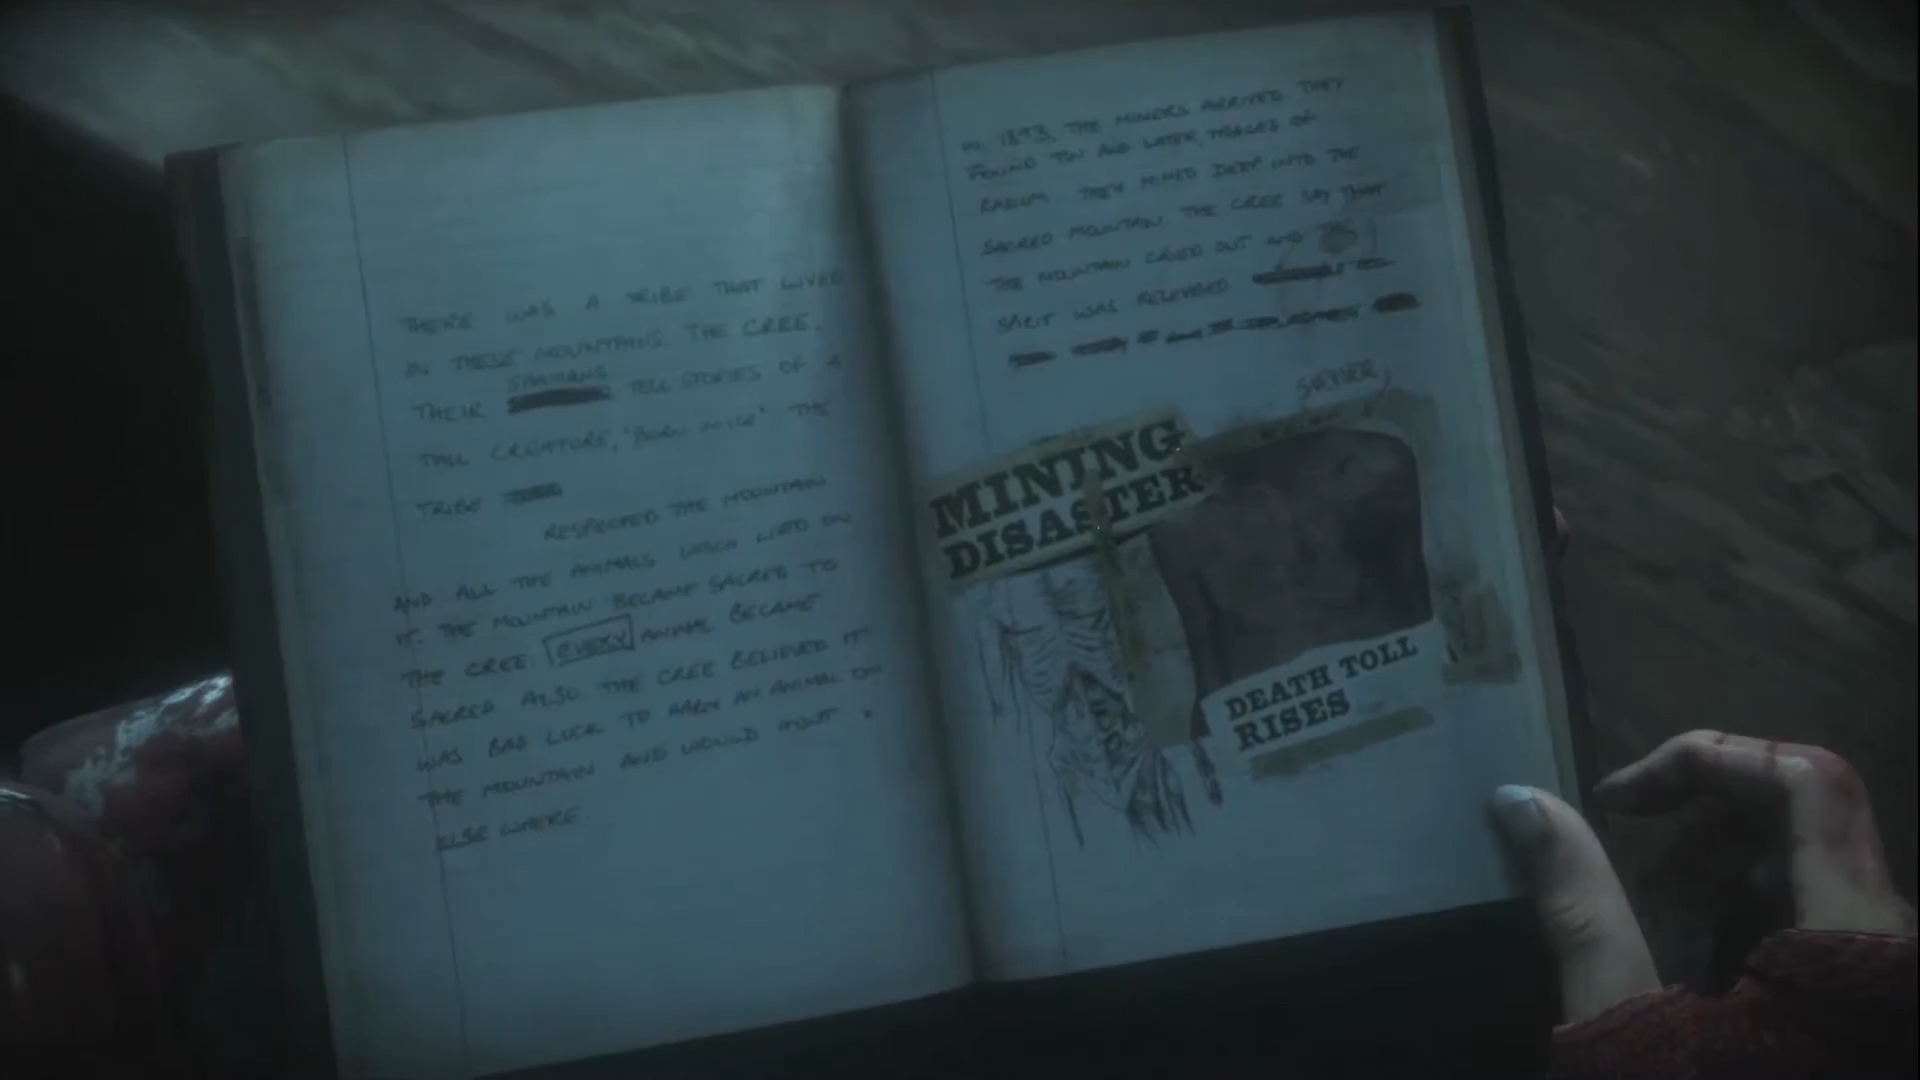 THERE WAS A TRIBE THAT LIVED
IN THESE MOUNTAINS. THE CREE.
SHAMANS
THEIR TELL STORIES OF A
TALL CREATURE, "BORN IN ICE" THE
TRIBE
RESPECTED THE MOUNTAIN
AND ALL THE ANIMALS WHICH LIVED ON
IT. THE MOUNTAIN BECAME SACRED TO
THE CREE EVERY ANIMAL BECAME
SACRED ALSO THE CREE BELIEVED IT
WAS BAD LUCK TO HARM AN ANIMAL ON
THE MOUNTAIN AND WOULD HUNT
ELSE WHERE.
IN 1893, THE MINERS ARRIVED THEY
FOUND TIN AND LATER, TRACES OF
RADIUM THEY MINED DEEP INTO THE
SACRED MOUNTAIN THE CREE SAY THAT
THE MOUNTAIN CRIED OUT AND
WAS RELEASED
MINING
DISASTER
DEATH TOLL
RISES